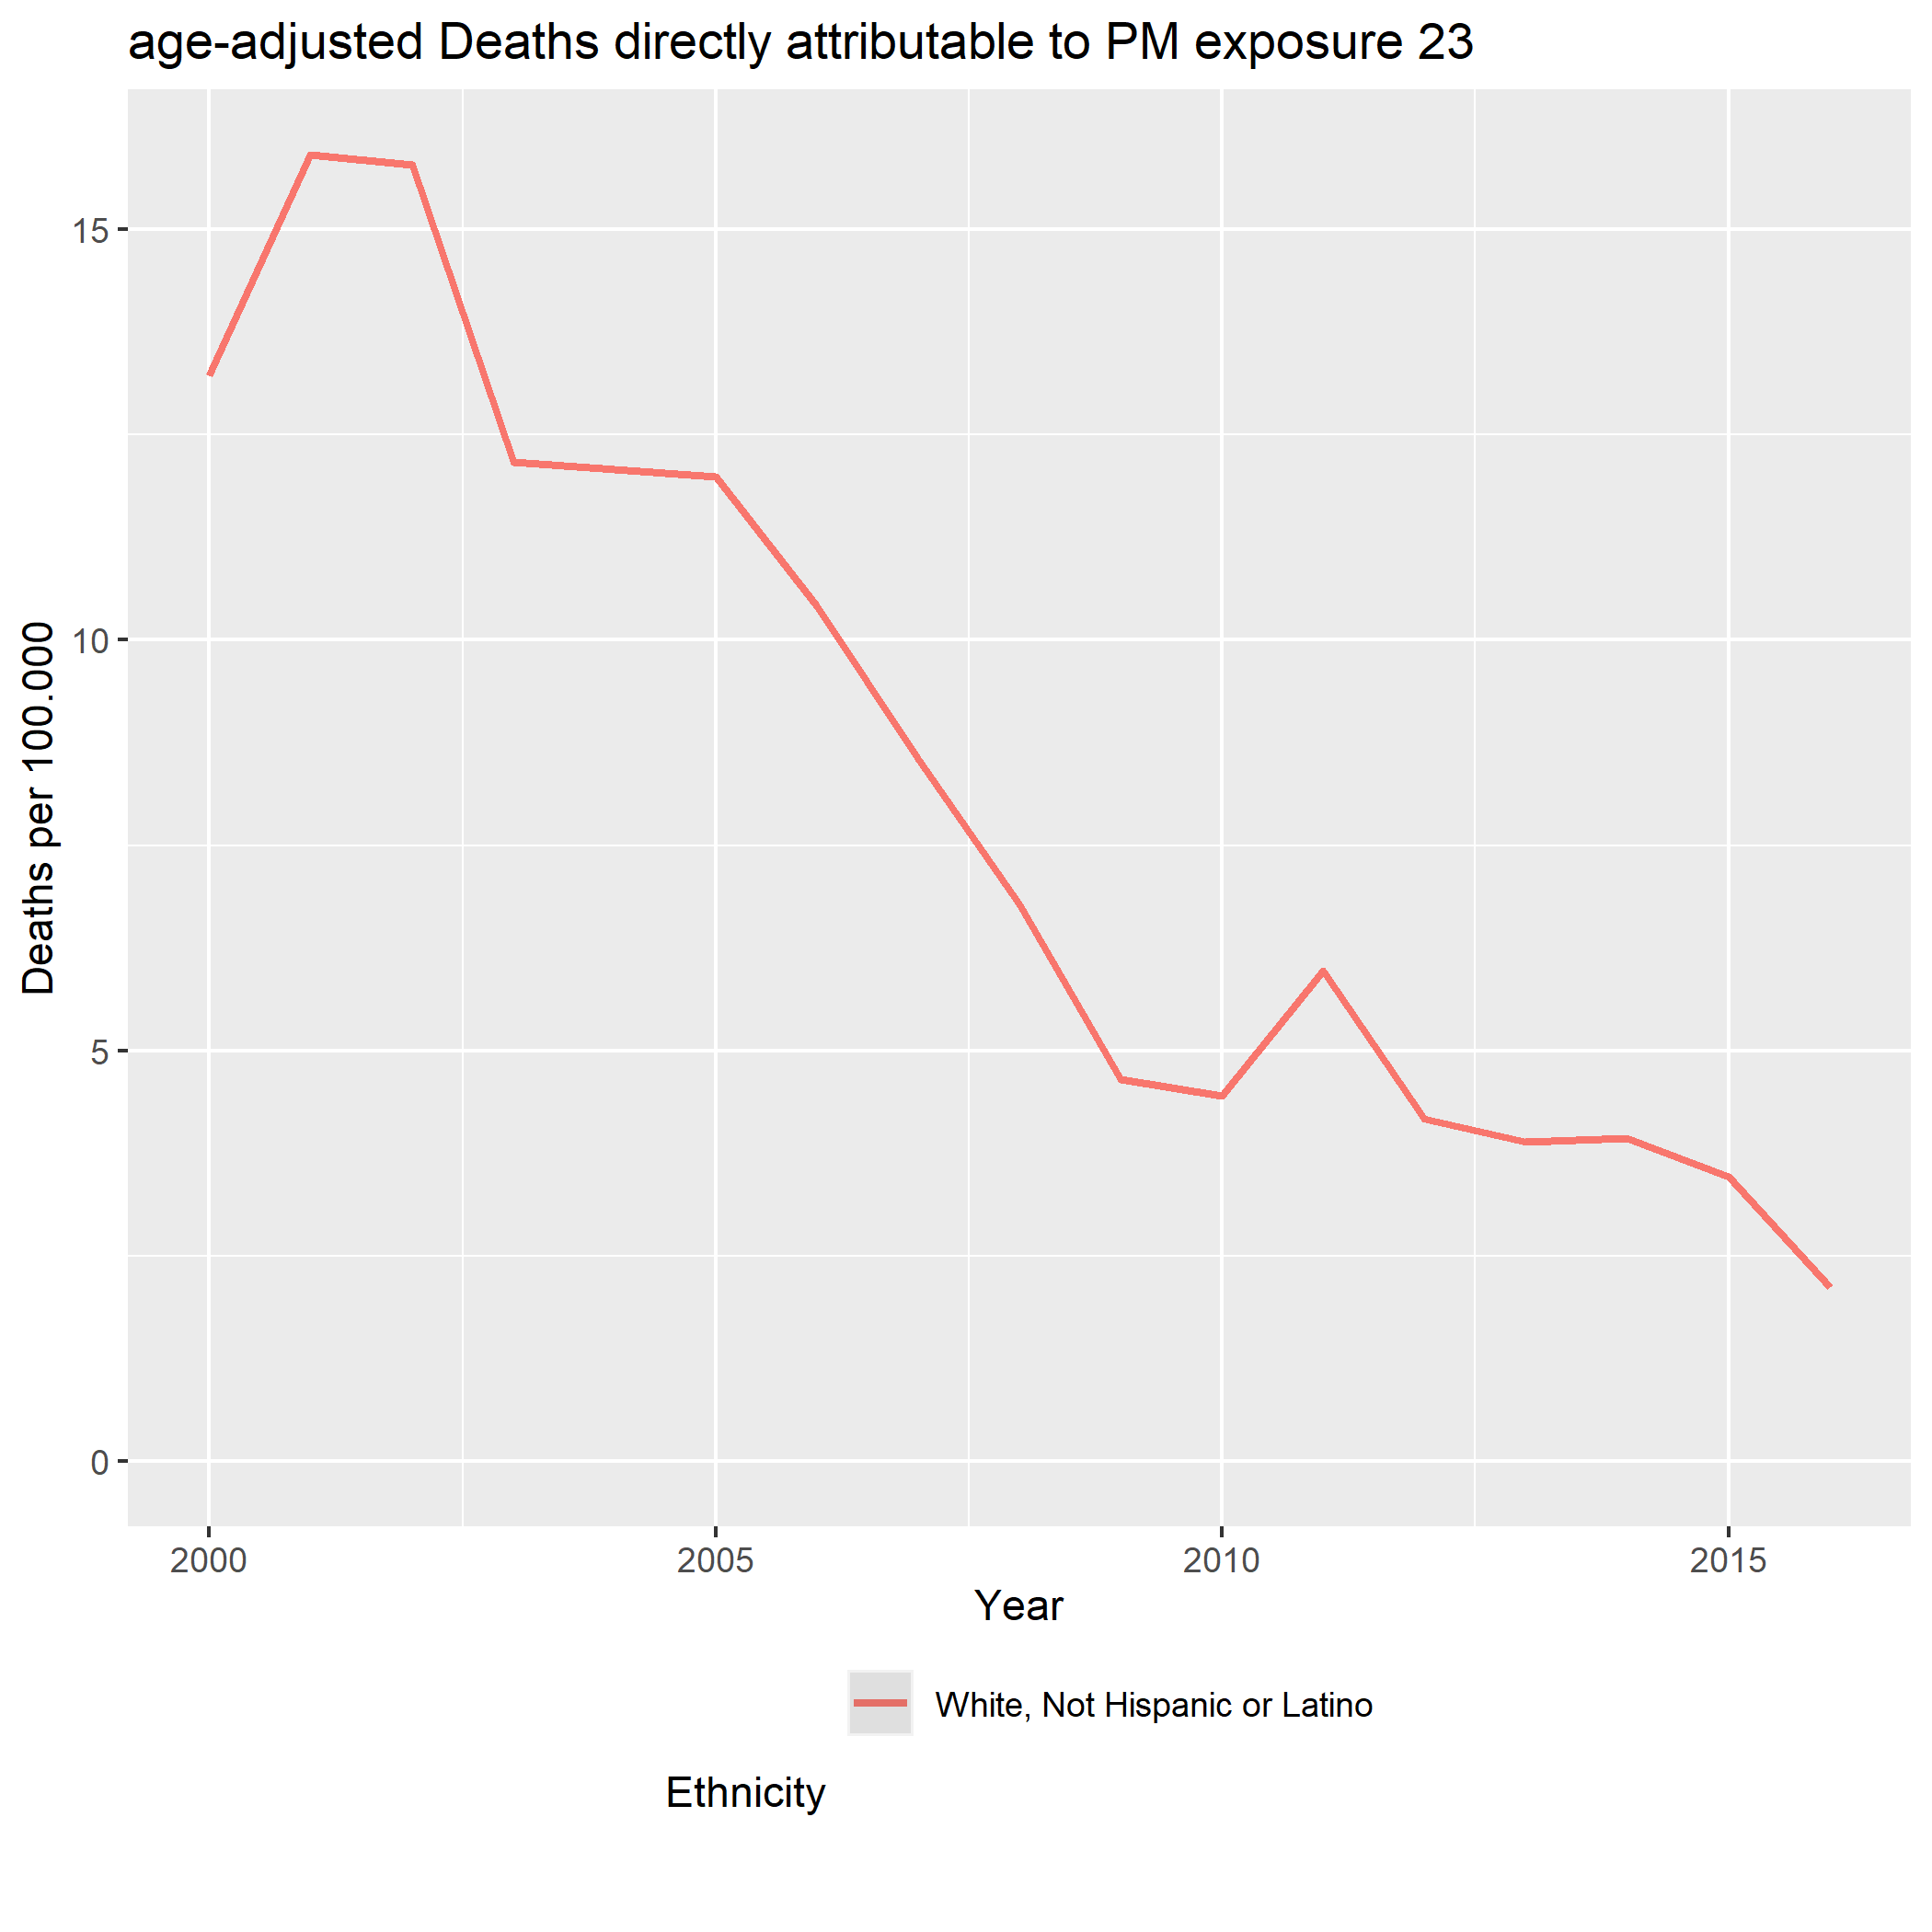 age-adjusted Deaths directly attributable to PM exposure 23
Deaths per 100.000
15
10
5
0
2000 2005 2010 2015
Year
White, Not Hispanic or Latino
Ethnicity